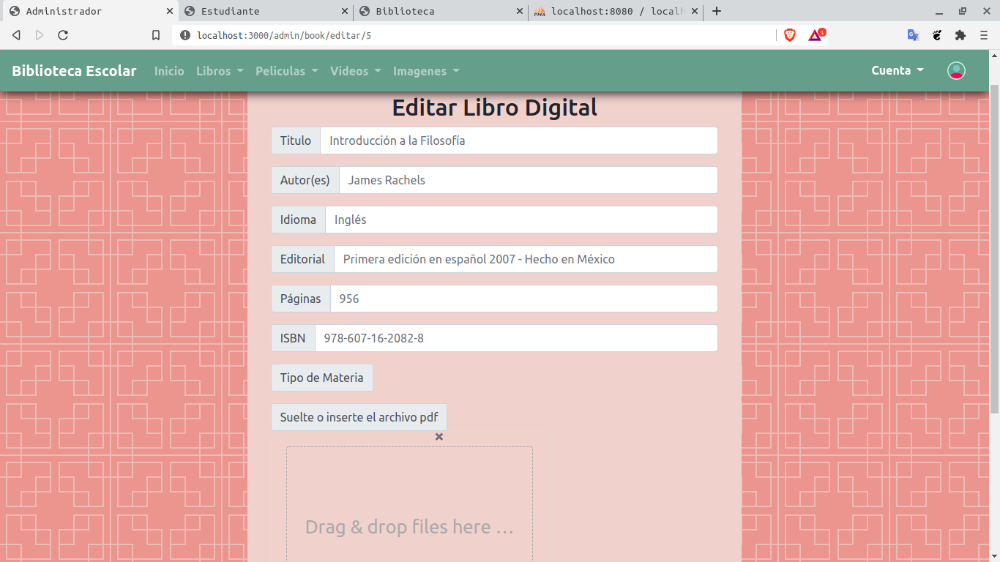 Administrador
Estudiante
Biblioteca
localhost:8080 / localh
localhost:3000/admin/book/editar/5
1
Biblioteca Escolar
Inicio
Libros
Peliculas
Videos
Imagenes
Cuenta
Editar Libro Digital
Titulo Introducción a la Filosofía
Autor(es) James Rachels
Idioma Inglés
Editorial Primera edición en español 2007 - Hecho en México
Páginas 956
ISBN 978-607-16-2082-8
Tipo de Materia
Suelte o inserte el archivo pdf
Drag & drop files here …